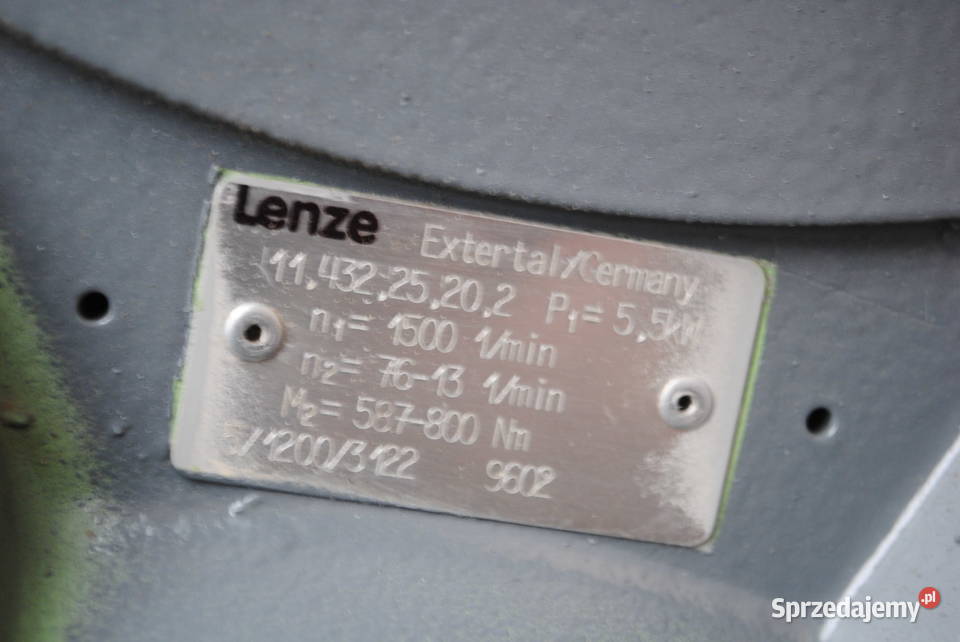 Lenze Extertal/Germany
11.432.25.20.2 P1= 5,5kW
n1= 1500 1/min
n2= 76-13 1/min
M2= 587-800 Nm
5/1200/3122 9602
Sprzedajemy.pl